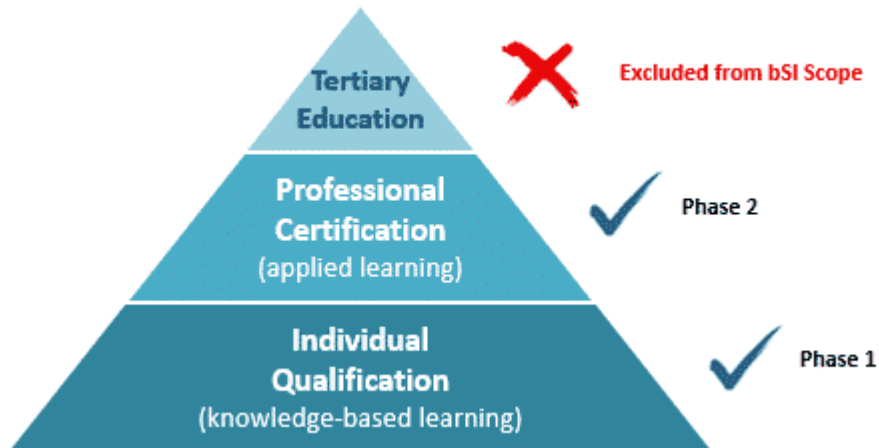 Tertiary
Education
Excluded from bSI Scope
Professional
Certification
(applied learning)
Phase 2
Individual
Qualification
(knowledge-based learning)
Phase 1